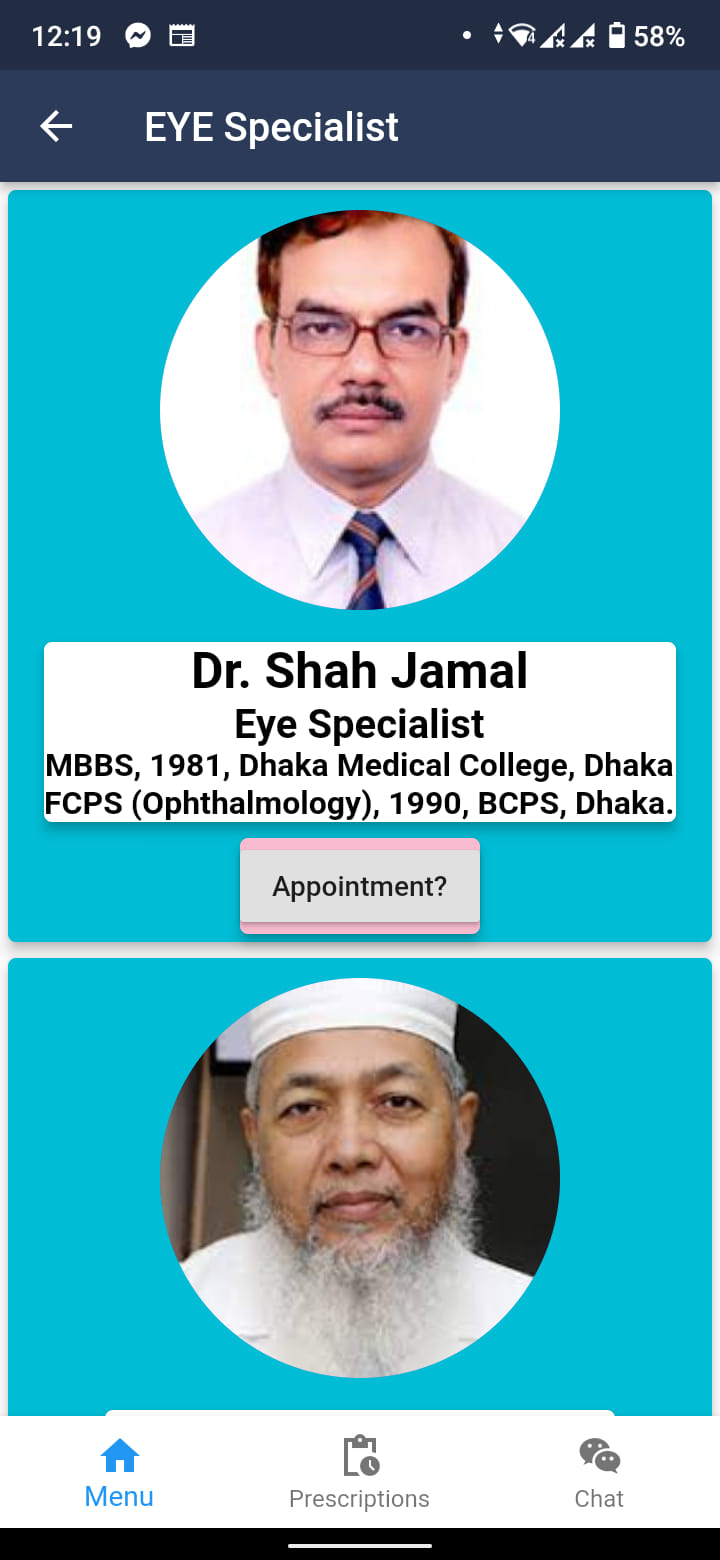 12:19
4
58%
EYE Specialist
Dr. Shah Jamal
Eye Specialist
MBBS, 1981, Dhaka Medical College, Dhaka
FCPS (Ophthalmology), 1990, BCPS, Dhaka.
Appointment?
Menu
Prescriptions
Chat